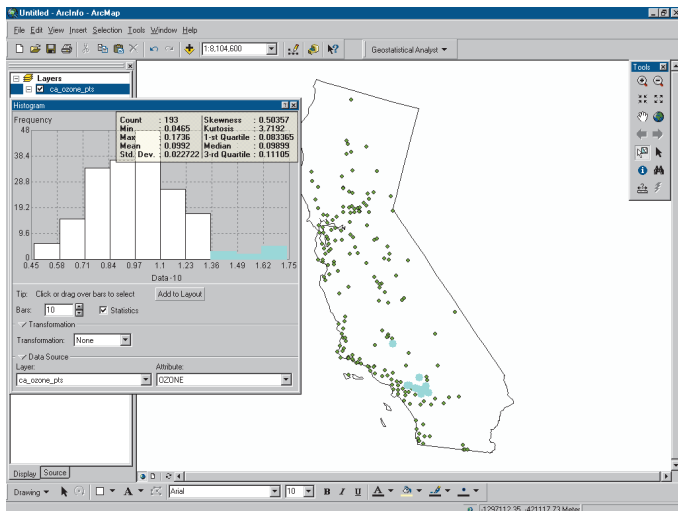 Untitled - ArcInfo - ArcMap
File Edit View Insert Selection Tools Window Help
1:8,104,600
Geostatistical Analyst
Layers
ca_ozone_pts
Tools
Histogram
Frequency
Count : 193 Skewness : 0.50357
Min : 0.0465 Kurtosis : 3.7192
Max : 0.1736 1-st Quartile : 0.083365
Mean : 0.0992 Median : 0.09899
Std. Dev. : 0.022722 3-rd Quartile : 0.11105
48
38.4
28.8
19.2
9.6
0
0.45 0.58 0.71 0.84 0.97 1.1 1.23 1.36 1.49 1.62 1.75
Data·10
Tip: Click or drag over bars to select Add to Layout
Bars: 10 Statistics
Transformation
Transformation: None
Data Source
Layer: Attribute:
ca_ozone_pts OZONE
Display Source
Drawing A Arial 10 B I U A
-1297112.35 -421117.73 Meter